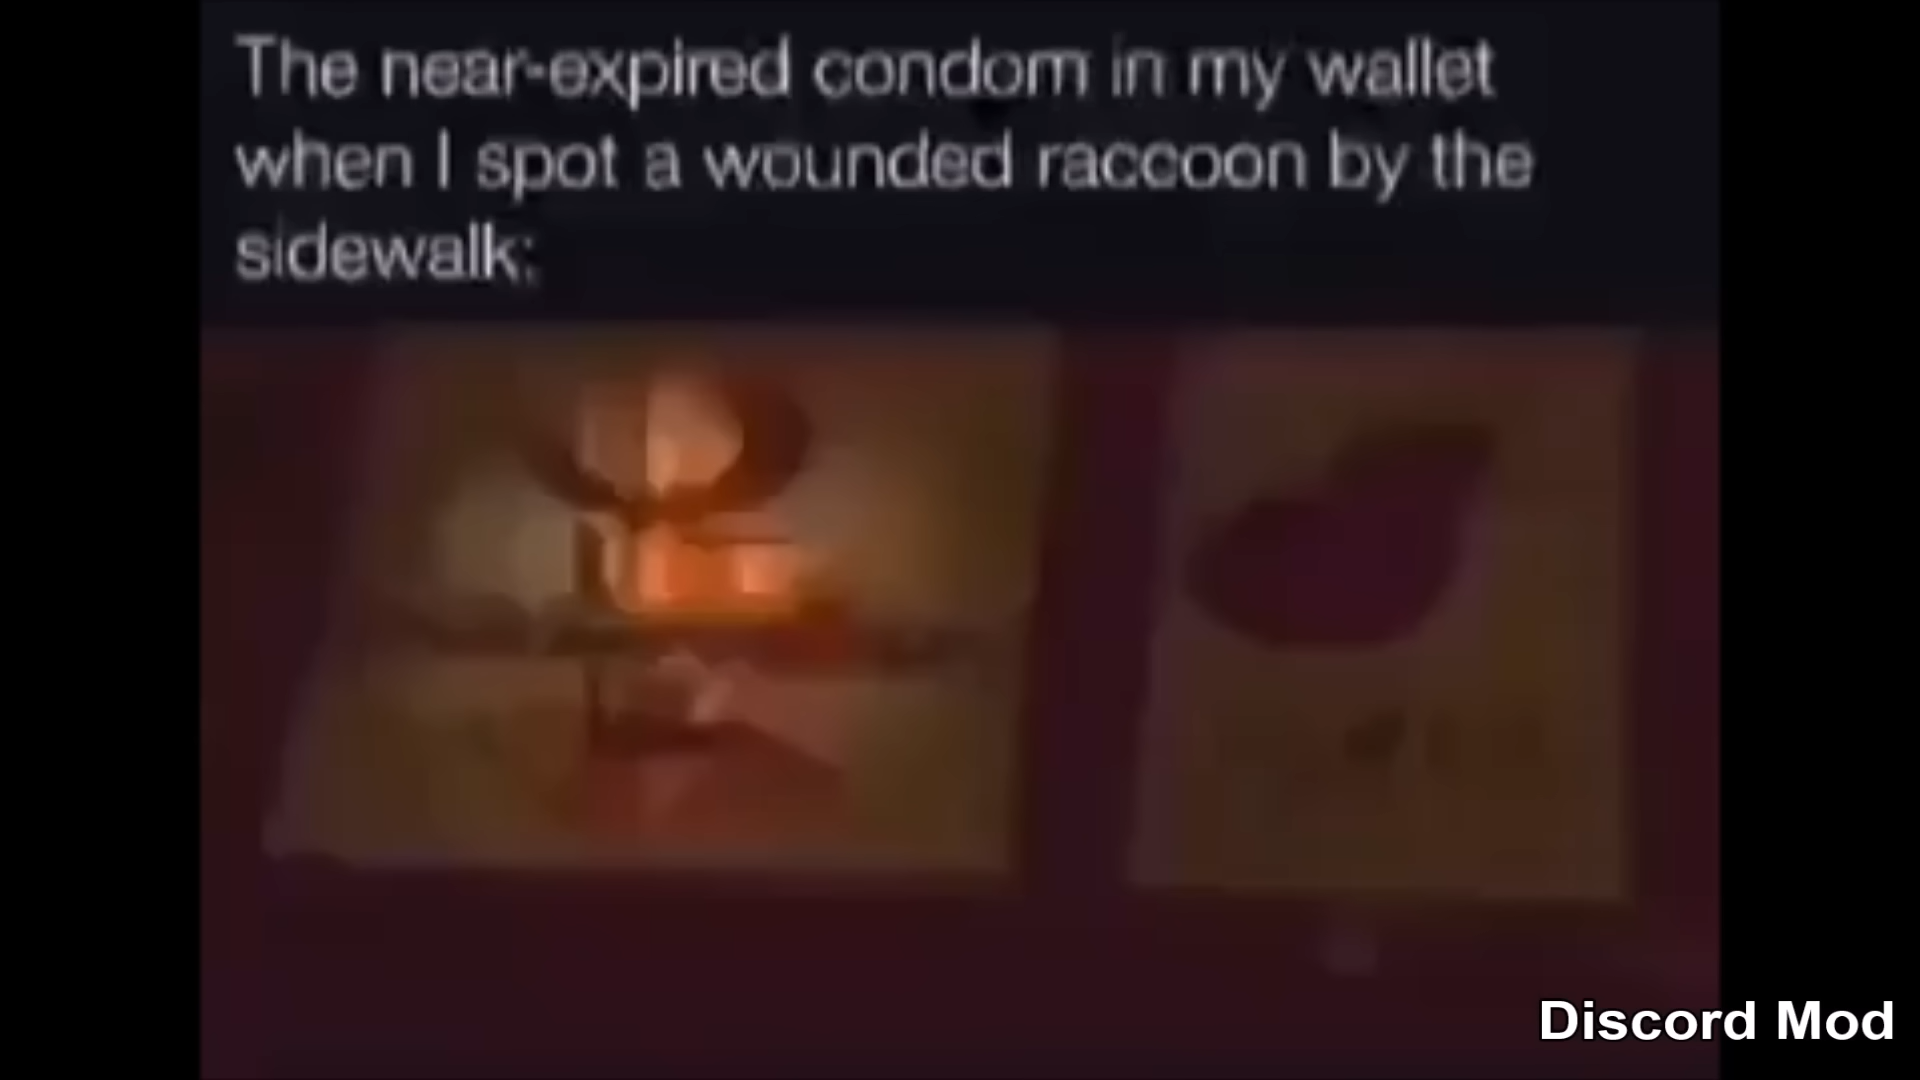 The near-expired condom in my wallet
when I spot a wounded raccoon by the
sidewalk;
Discord Mod